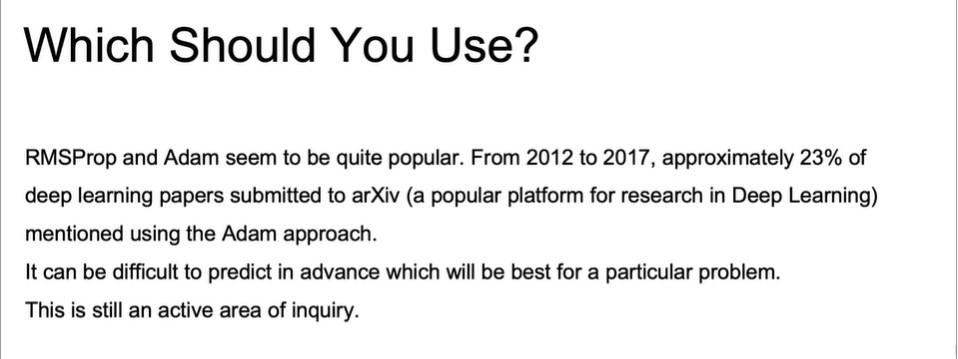 Which Should You Use?
RMSProp and Adam seem to be quite popular. From 2012 to 2017, approximately 23% of
deep learning papers submitted to arXiv (a popular platform for research in Deep Learning)
mentioned using the Adam approach.
It can be difficult to predict in advance which will be best for a particular problem.
This is still an active area of inquiry.